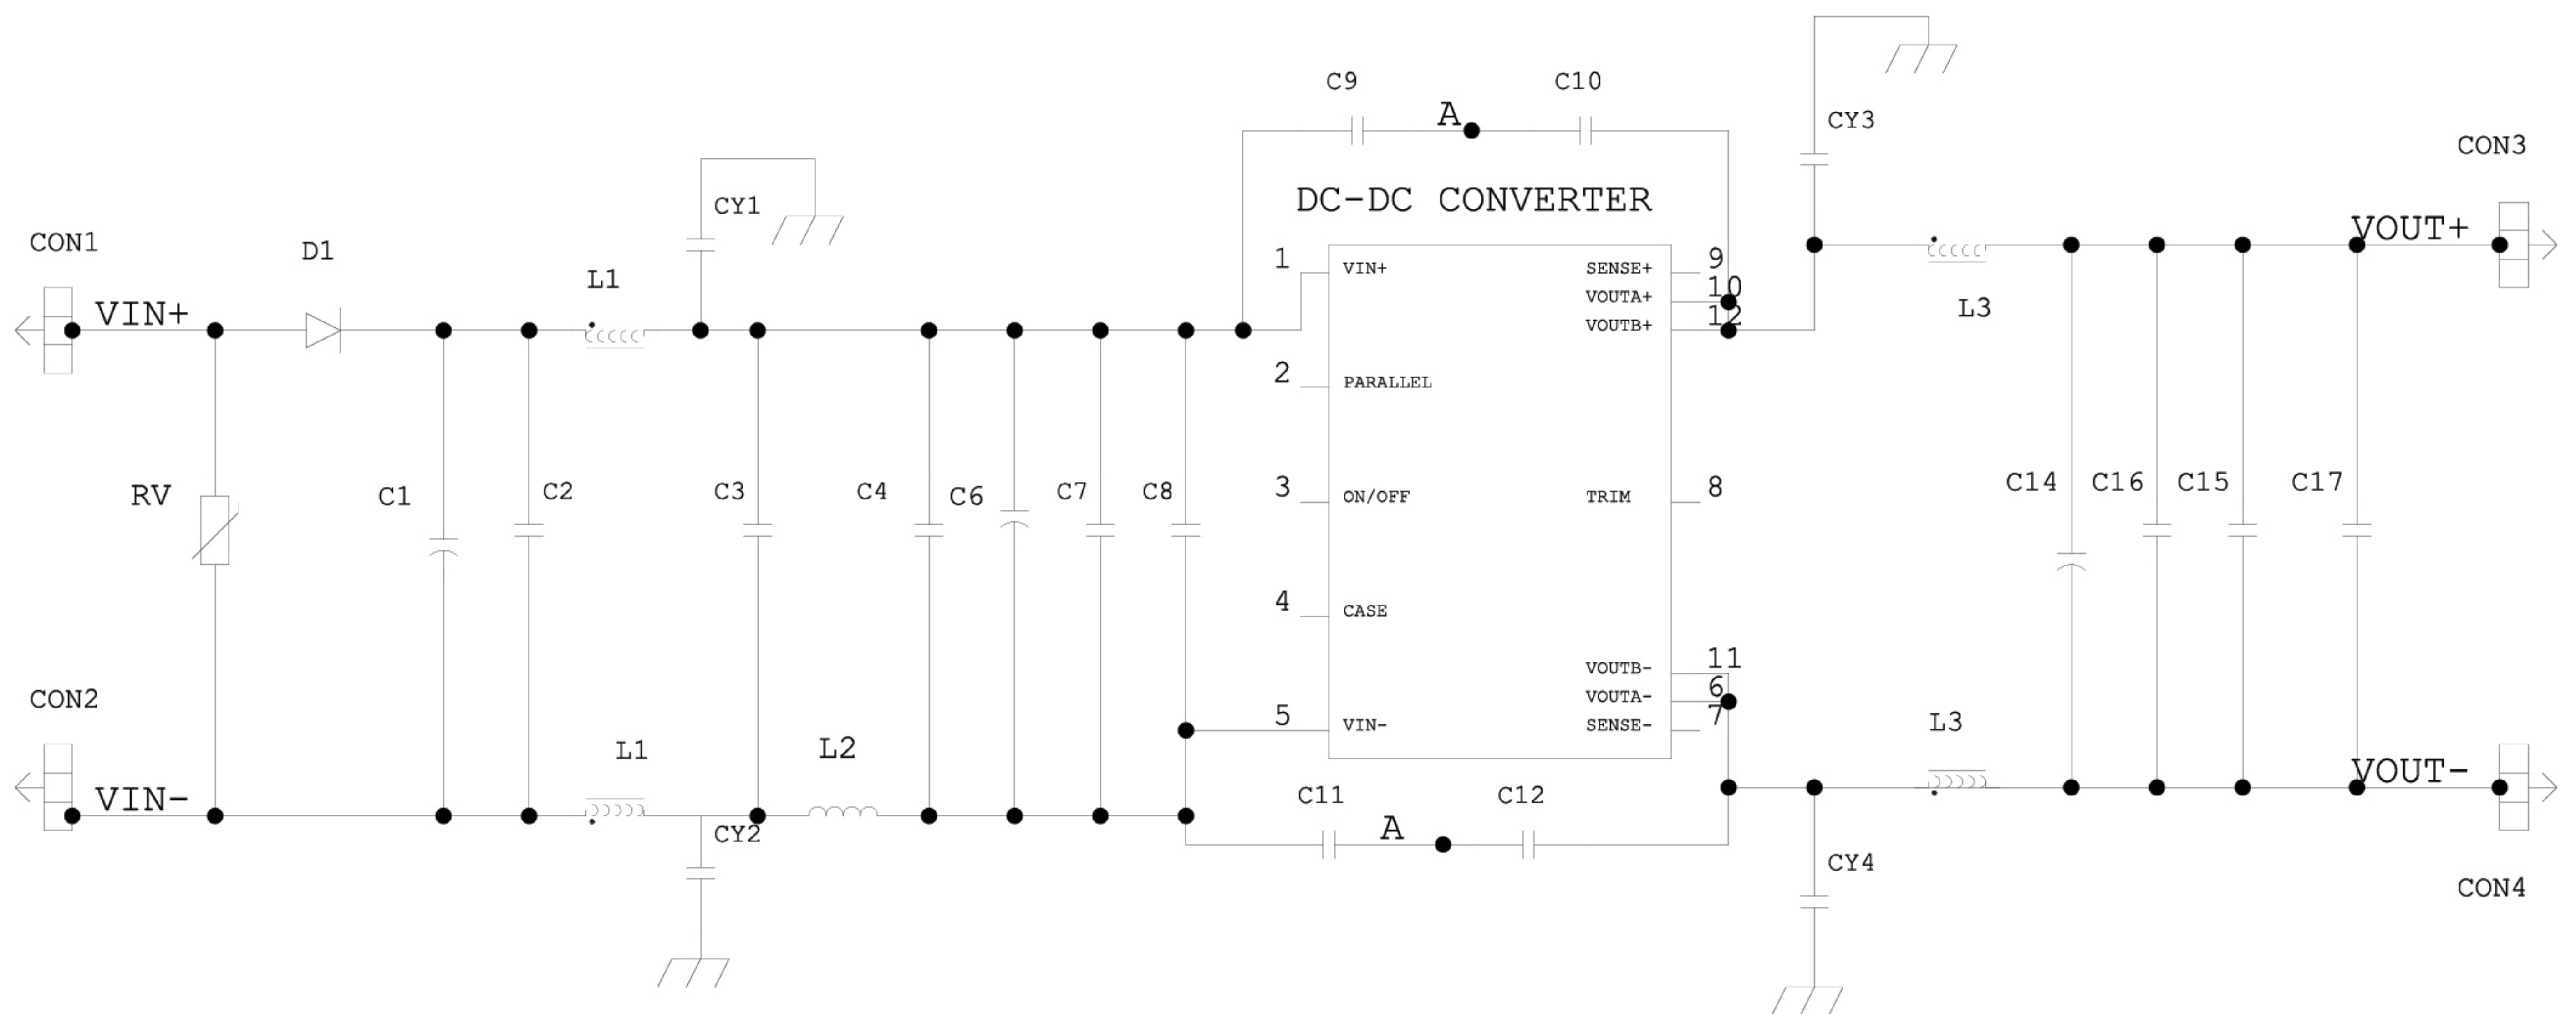 C9
C10
A
CY3
CON3
DC-DC CONVERTER
CY1
VOUT+
CON1
D1
L1
1
VIN+
SENSE+
9
VOUTA+
10
VOUTB+
12
L3
VIN+
2
PARALLEL
RV
C1
C2
C3
C4
C6
C7
C8
3
ON/OFF
TRIM
8
C14
C16
C15
C17
4
CASE
VOUTB-
11
VOUTA-
6
5
VIN-
SENSE-
7
CON2
L1
L2
L3
VIN-
VOUT-
CY2
C11
A
C12
CY4
CON4